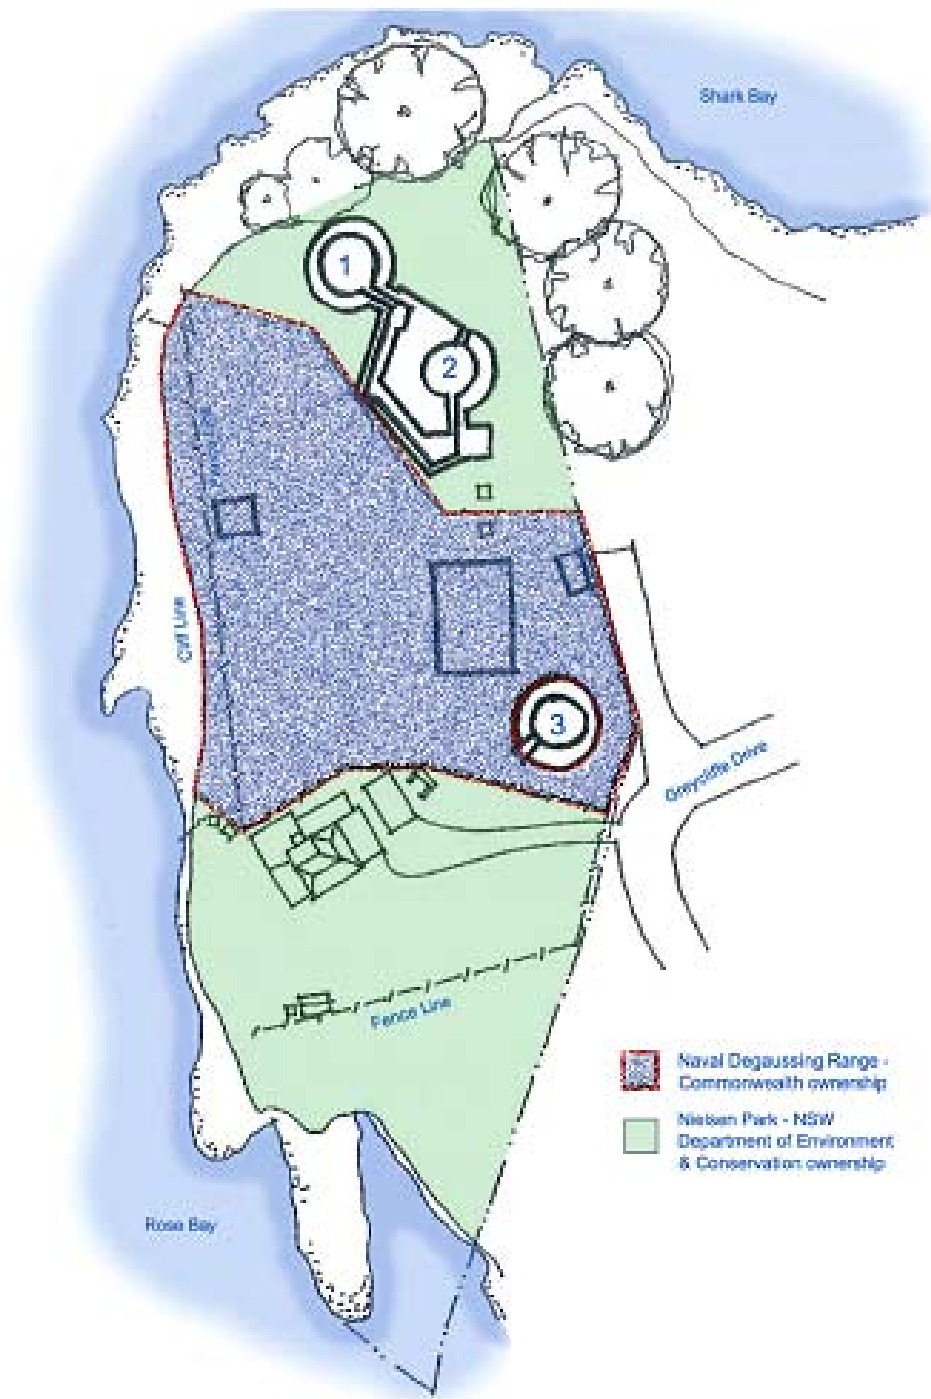 Shark Bay
1
2
Cliff Line
3
Greycliffe Drive
Fence Line
Naval Degaussing Range -
Commonwealth ownership
Nielsen Park - NSW
Department of Environment
& Conservation ownership
Rose Bay